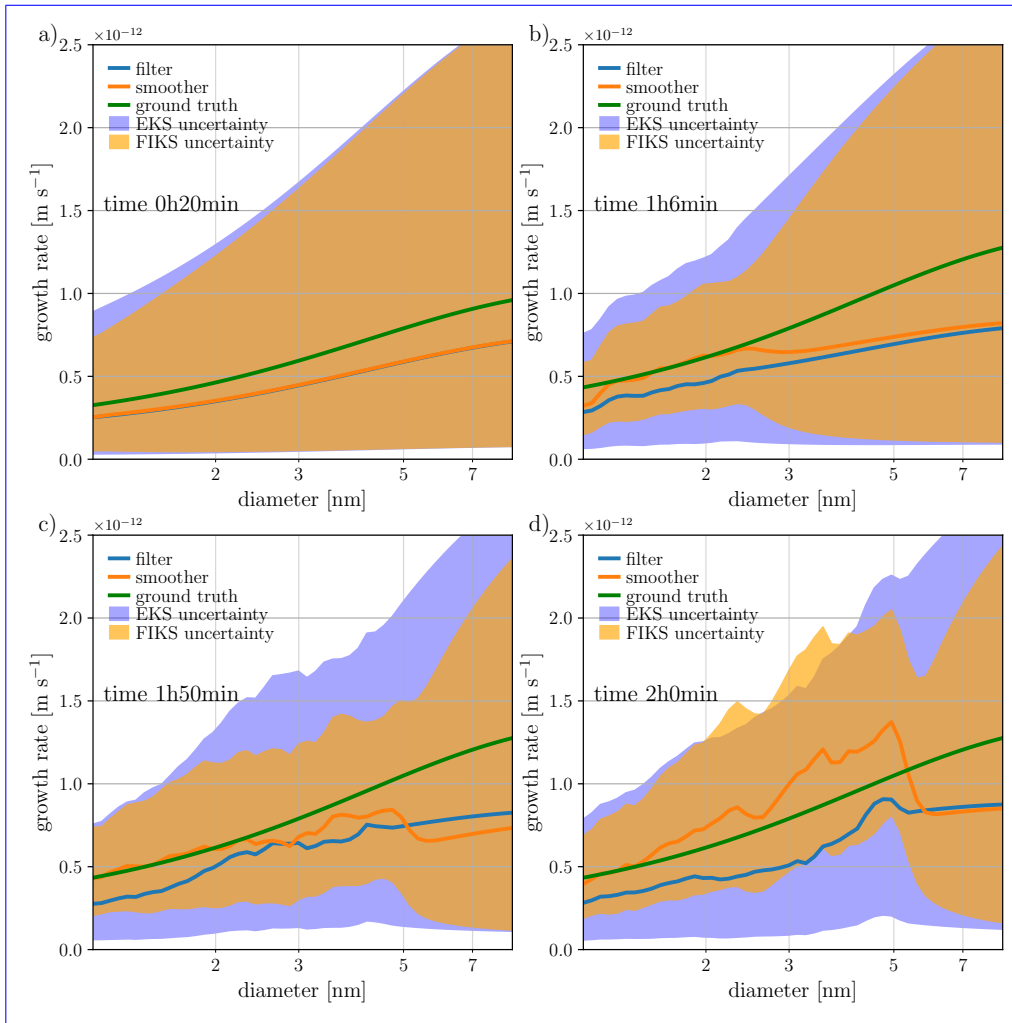 a)
×10⁻¹²
2.5
2.0
1.5
1.0
0.5
0.0
growth rate [m s⁻¹]
filter
smoother
ground truth
EKS uncertainty
FIKS uncertainty
time 0h20min
2 3 5 7
diameter [nm]
b)
×10⁻¹²
2.5
2.0
1.5
1.0
0.5
0.0
growth rate [m s⁻¹]
filter
smoother
ground truth
EKS uncertainty
FIKS uncertainty
time 1h6min
2 3 5 7
diameter [nm]
c)
×10⁻¹²
2.5
2.0
1.5
1.0
0.5
0.0
growth rate [m s⁻¹]
filter
smoother
ground truth
EKS uncertainty
FIKS uncertainty
time 1h50min
2 3 5 7
diameter [nm]
d)
×10⁻¹²
2.5
2.0
1.5
1.0
0.5
0.0
growth rate [m s⁻¹]
filter
smoother
ground truth
EKS uncertainty
FIKS uncertainty
time 2h0min
2 3 5 7
diameter [nm]